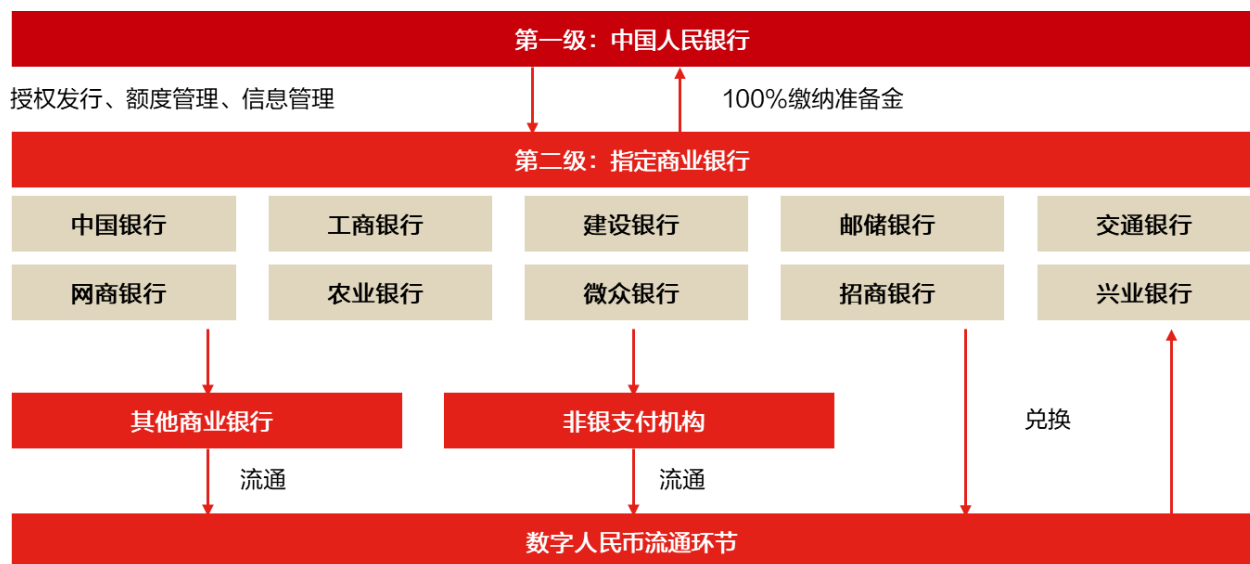 第一级：中国人民银行
授权发行、额度管理、信息管理
100%缴纳准备金
第二级：指定商业银行
中国银行 工商银行 建设银行 邮储银行 交通银行
网商银行 农业银行 微众银行 招商银行 兴业银行
其他商业银行 非银支付机构 兑换
流通 流通
数字人民币流通环节